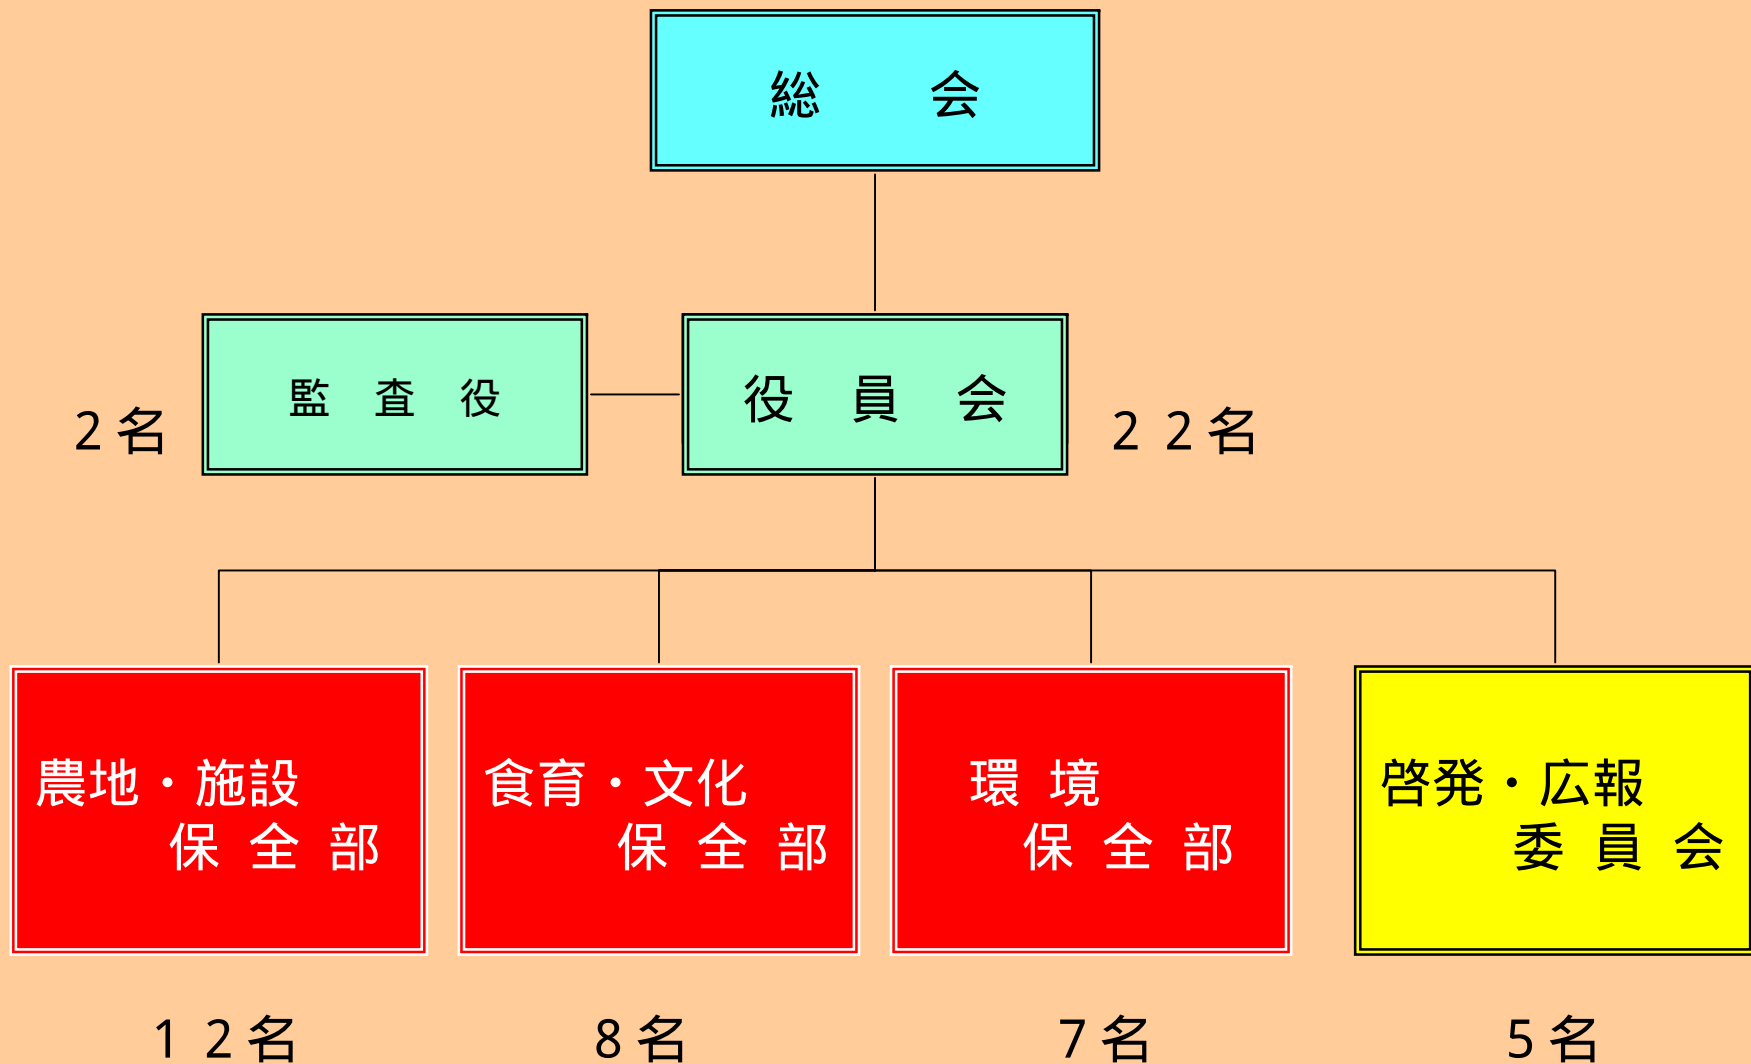 総　　会
監　査　役
役　員　会
２名
２２名
農地・施設
保 全 部
食育・文化
保 全 部
環 境
保 全 部
啓発・広報
委 員 会
１２名
８名
７名
５名